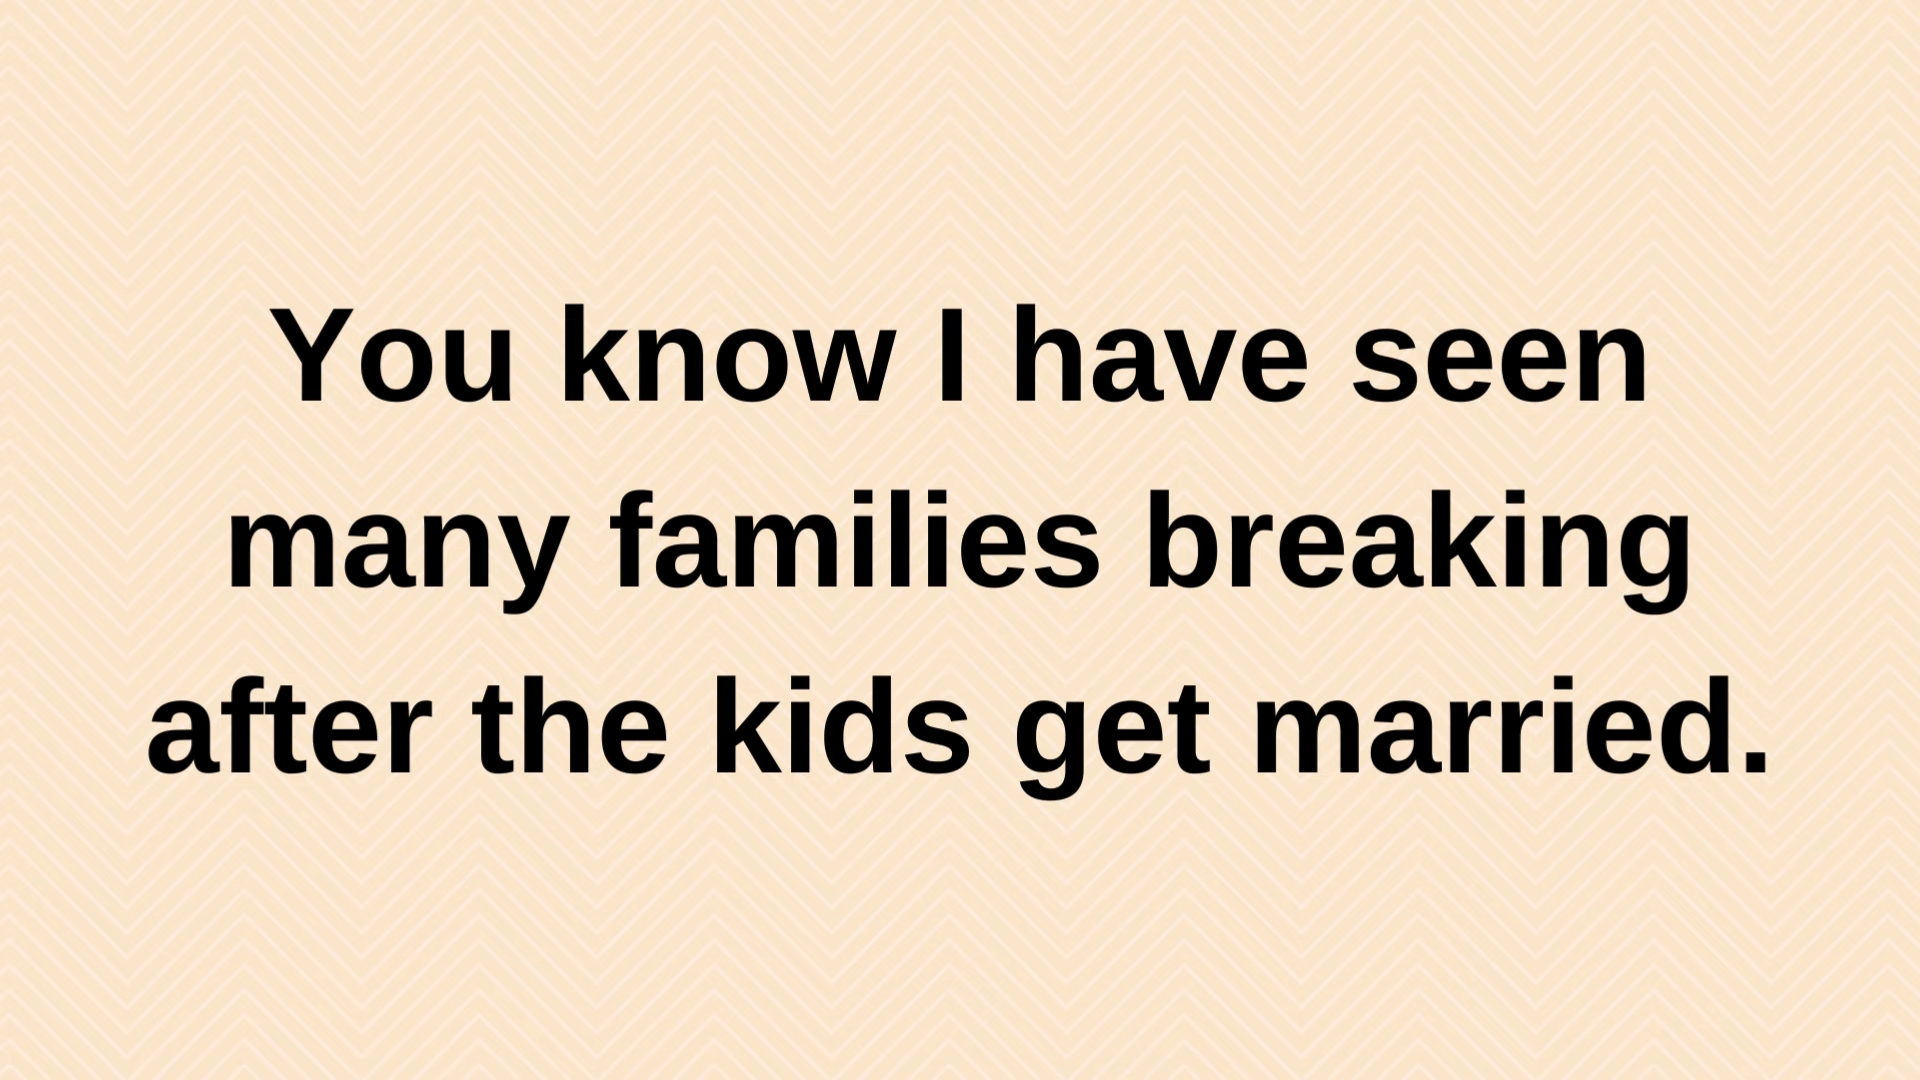 You know I have seen
many families breaking
after the kids get married.